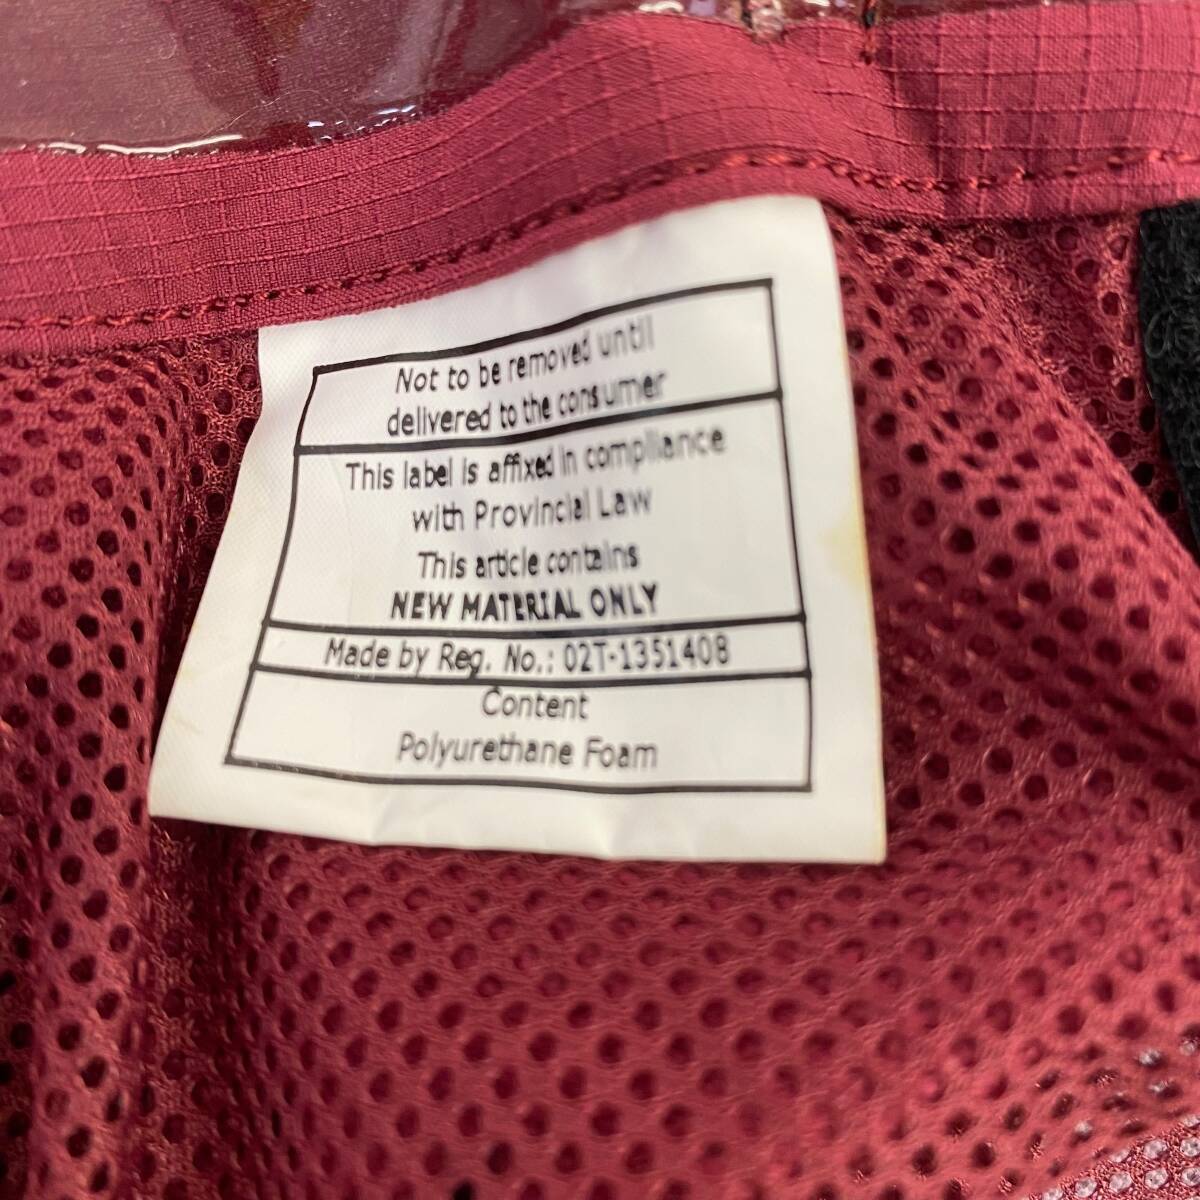 Not to be removed until
delivered to the consumer
This label is affixed in compliance
with Provincial Law
This article contains
NEW MATERIAL ONLY
Made by Reg. No.: 02T-1351408
Content
Polyurethane Foam